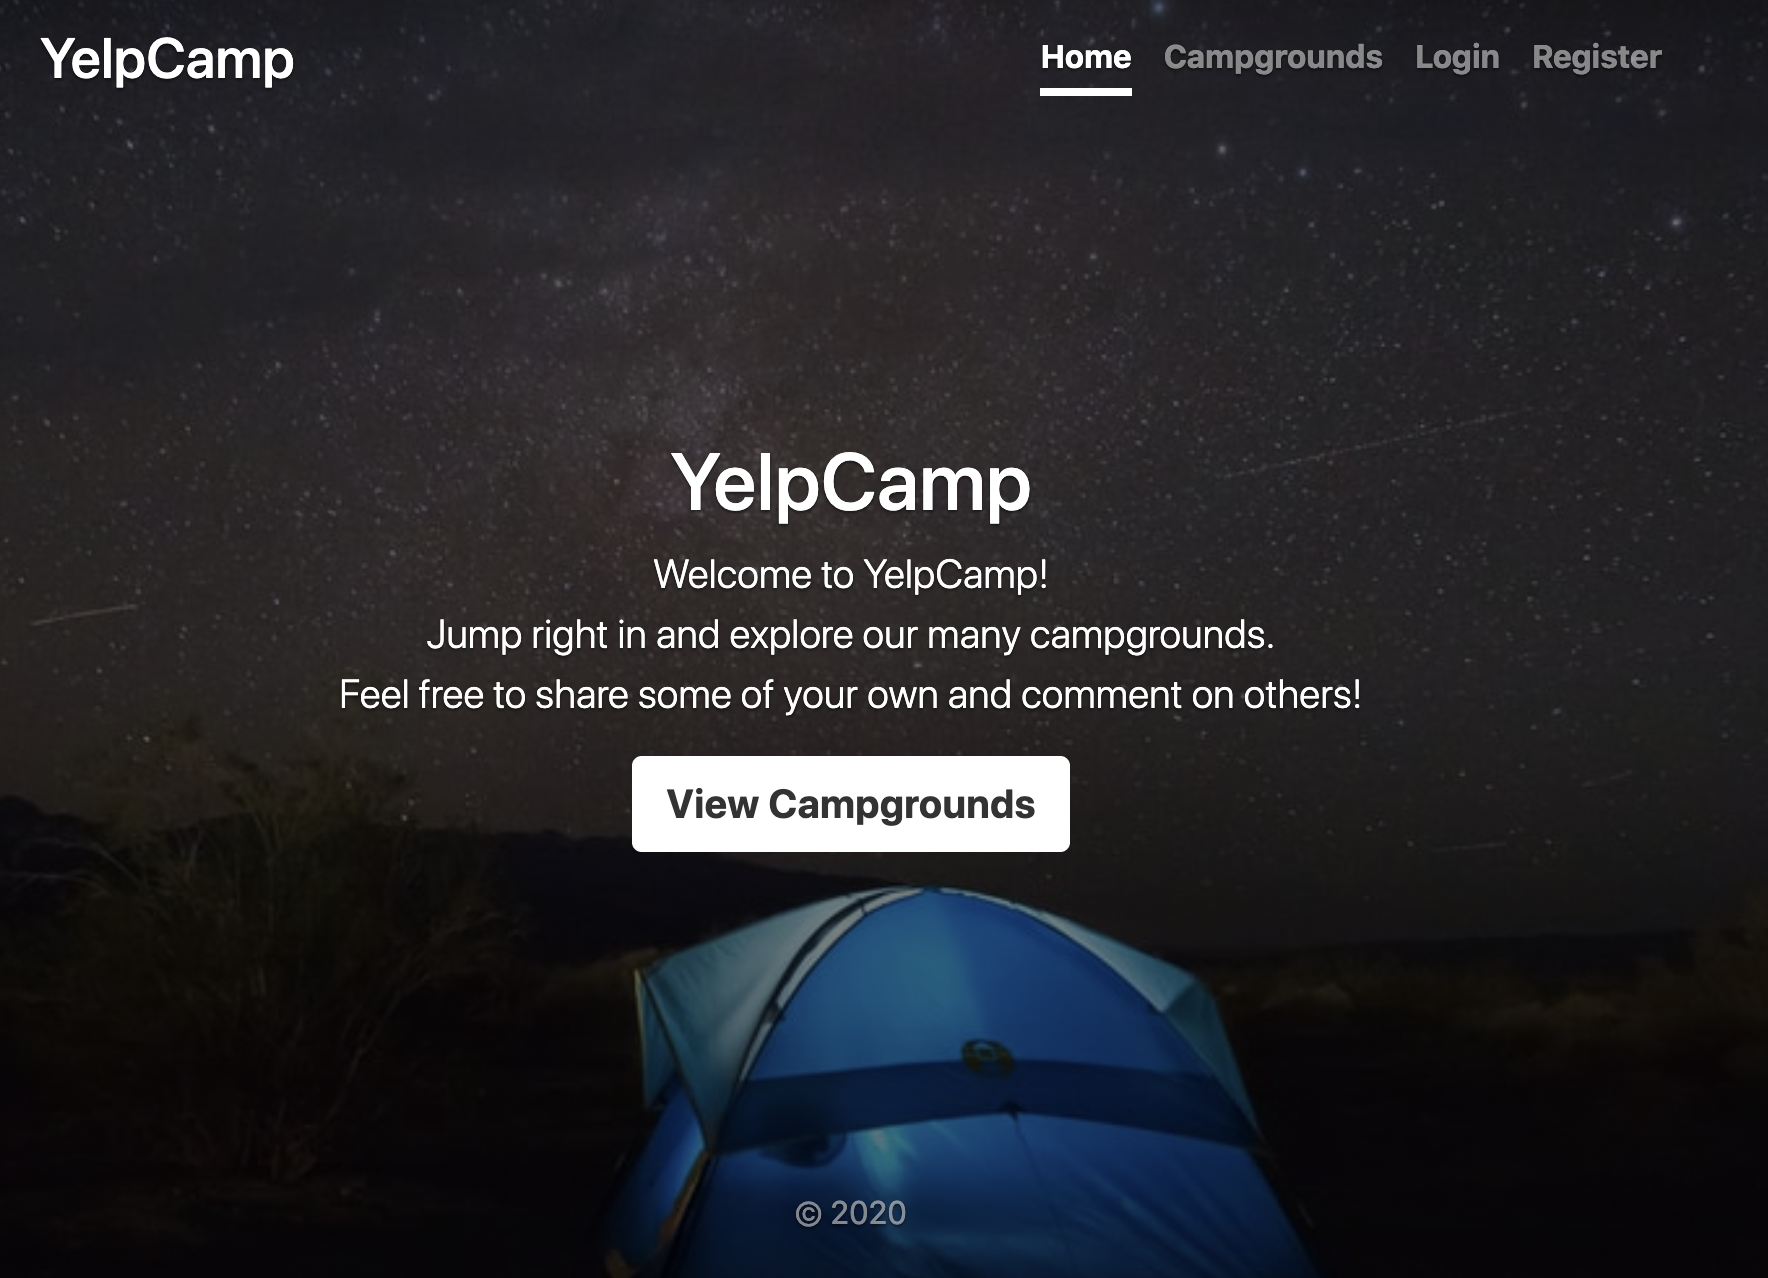 YelpCamp
Home Campgrounds Login Register
YelpCamp
Welcome to YelpCamp!
Jump right in and explore our many campgrounds.
Feel free to share some of your own and comment on others!
View Campgrounds
© 2020